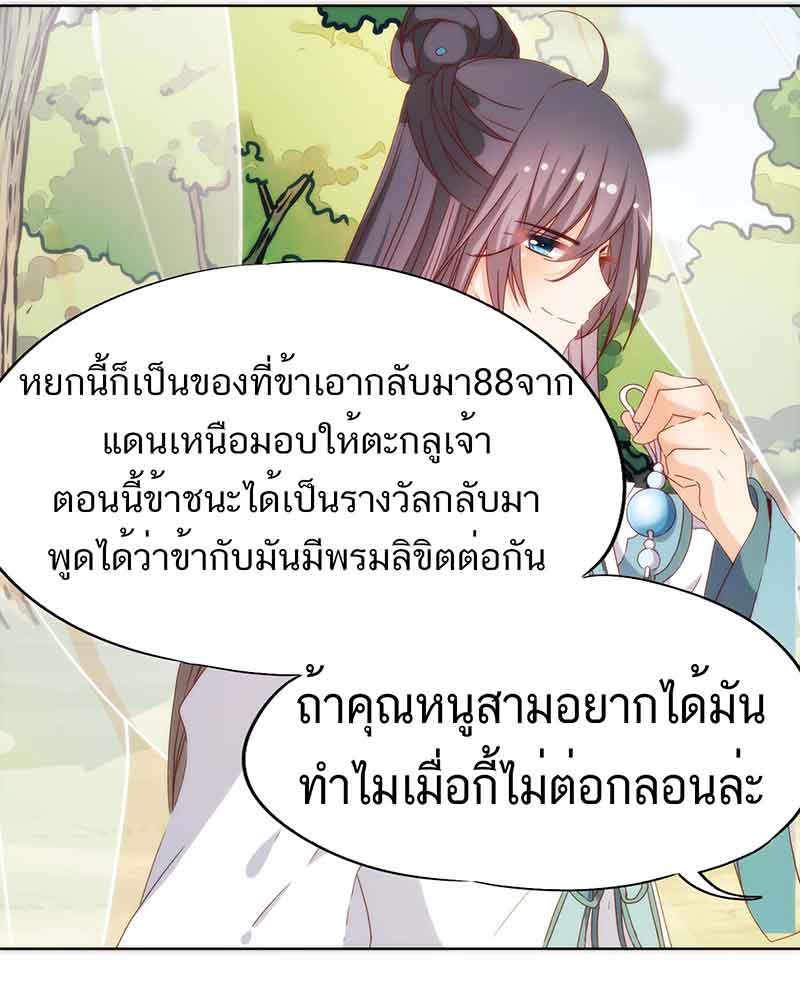 หยกนี้ก็เป็นของที่ข้าเอากลับมา88จาก
แดนเหนือมอบให้ตะกลูเจ้า
ตอนนี้ข้าชนะได้เป็นรางวัลกลับมา
พูดได้ว่าข้ากับมันมีพรมลิขิตต่อกัน
ถ้าคุณหนูสามอยากได้มัน
ทำไมเมื่อกี้ไม่ต่อกลอนล่ะ